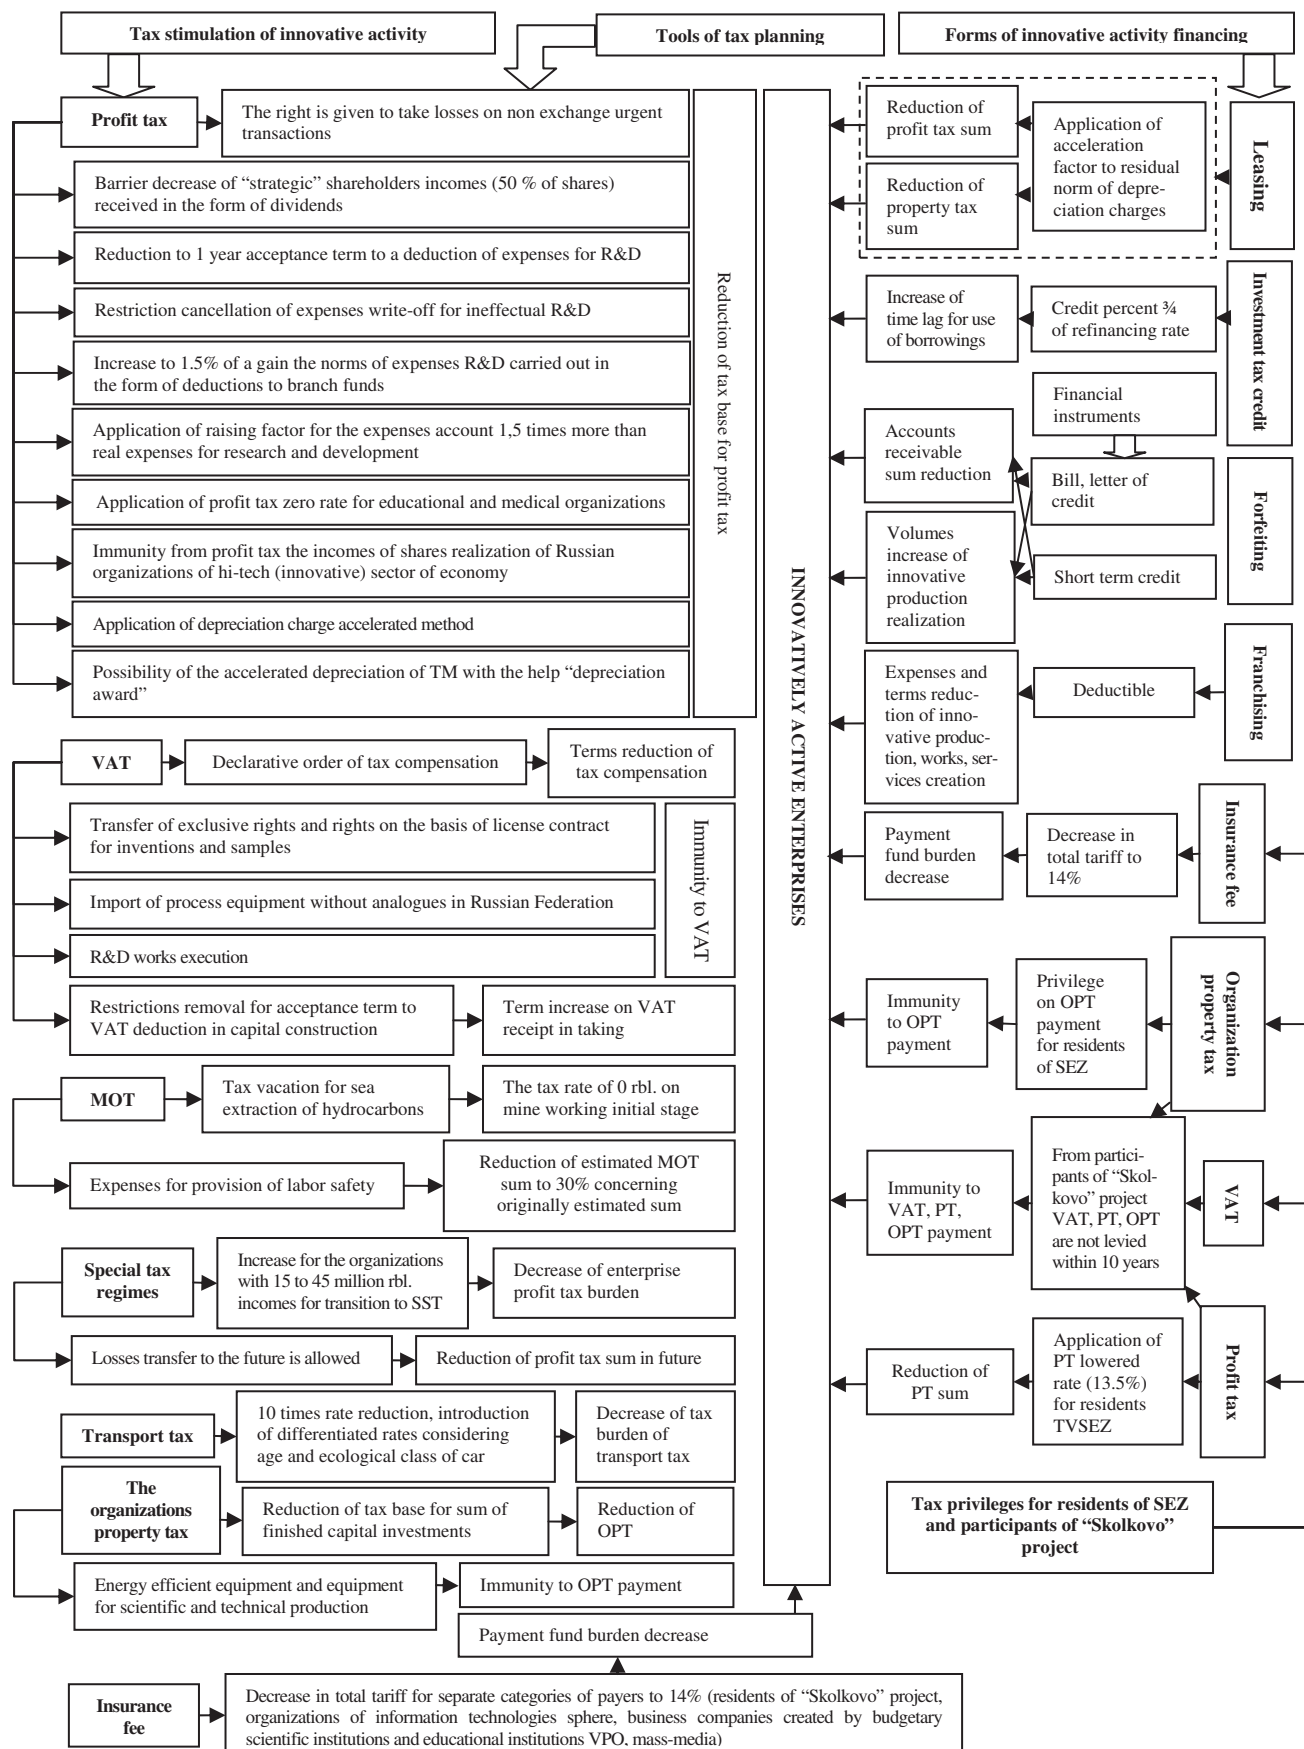 Tax stimulation of innovative activity
Tools of tax planning
Forms of innovative activity financing
Profit tax
The right is given to take losses on non exchange urgent
transactions
Barrier decrease of “strategic” shareholders incomes (50 % of shares)
received in the form of dividends
Reduction to 1 year acceptance term to a deduction of expenses for R&D
Restriction cancellation of expenses write-off for ineffectual R&D
Increase to 1.5% of a gain the norms of expenses R&D carried out in
the form of deductions to branch funds
Application of raising factor for the expenses account 1,5 times more than
real expenses for research and development
Application of profit tax zero rate for educational and medical organizations
Immunity from profit tax the incomes of shares realization of Russian
organizations of hi-tech (innovative) sector of economy
Application of depreciation charge accelerated method
Possibility of the accelerated depreciation of TM with the help “depreciation
award”
Reduction of tax base for profit tax
VAT
Declarative order of tax compensation
Terms reduction of
tax compensation
Transfer of exclusive rights and rights on the basis of license contract
for inventions and samples
Import of process equipment without analogues in Russian Federation
R&D works execution
Immunity to VAT
Restrictions removal for acceptance term to
VAT deduction in capital construction
Term increase on VAT
receipt in taking
MOT
Tax vacation for sea
extraction of hydrocarbons
The tax rate of 0 rbl. on
mine working initial stage
Expenses for provision of labor safety
Reduction of estimated MOT
sum to 30% concerning
originally estimated sum
Special tax
regimes
Increase for the organizations
with 15 to 45 million rbl.
incomes for transition to SST
Decrease of enterprise
profit tax burden
Losses transfer to the future is allowed
Reduction of profit tax sum in future
Transport tax
10 times rate reduction, introduction
of differentiated rates considering
age and ecological class of car
Decrease of tax
burden of
transport tax
The
organizations
property tax
Reduction of tax base for sum of
finished capital investments
Reduction of
OPT
Energy efficient equipment and equipment
for scientific and technical production
Immunity to OPT payment
Payment fund burden decrease
Insurance
fee
Decrease in total tariff for separate categories of payers to 14% (residents of “Skolkovo” project,
organizations of information technologies sphere, business companies created by budgetary
scientific institutions and educational institutions VPO, mass-media)
INNOVATIVELY ACTIVE ENTERPRISES
Reduction of
profit tax sum
Reduction of
property tax
sum
Application of
acceleration
factor to residual
norm of depre-
ciation charges
Leasing
Increase of
time lag for use
of borrowings
Credit percent ¾
of refinancing rate
Investment tax credit
Financial
instruments
Accounts
receivable
sum reduction
Bill, letter of
credit
Volumes
increase of
innovative
production
realization
Short term credit
Forfeiting
Expenses and
terms reduc-
tion of inno-
vative produc-
tion, works, ser-
vices creation
Deductible
Franchising
Payment
fund burden
decrease
Decrease in
total tariff to
14%
Insurance fee
Immunity
to OPT
payment
Privilege
on OPT
payment
for residents
of SEZ
Organization
property tax
Immunity to
VAT, PT,
OPT payment
From partici-
pants of “Skol-
kovo” project
VAT, PT, OPT
are not levied
within 10 years
VAT
Reduction of
PT sum
Application of
PT lowered
rate (13.5%)
for residents
TVSEZ
Profit tax
Tax privileges for residents of SEZ
and participants of “Skolkovo”
project